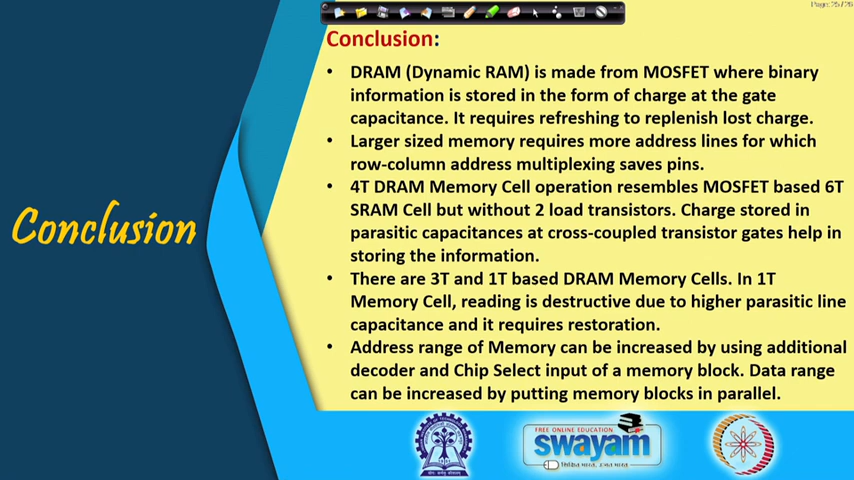 Page: 25/26
Conclusion:
• DRAM (Dynamic RAM) is made from MOSFET where binary
information is stored in the form of charge at the gate
capacitance. It requires refreshing to replenish lost charge.
• Larger sized memory requires more address lines for which
row-column address multiplexing saves pins.
• 4T DRAM Memory Cell operation resembles MOSFET based 6T
SRAM Cell but without 2 load transistors. Charge stored in
parasitic capacitances at cross-coupled transistor gates help in
storing the information.
• There are 3T and 1T based DRAM Memory Cells. In 1T
Memory Cell, reading is destructive due to higher parasitic line
capacitance and it requires restoration.
• Address range of Memory can be increased by using additional
decoder and Chip Select input of a memory block. Data range
can be increased by putting memory blocks in parallel.
Conclusion
FREE ONLINE EDUCATION
swayam